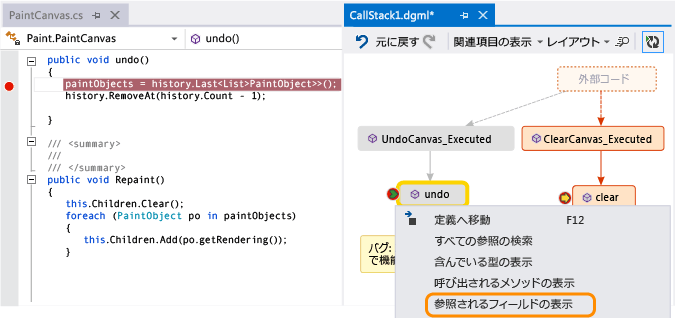 PaintCanvas.cs
Paint.PaintCanvas
undo()
public void undo()
{
paintObjects = history.Last<List>PaintObject>>();
history.RemoveAt(history.Count - 1);
}
/// <summary>
///
/// </summary>
public void Repaint()
{
this.Children.Clear();
foreach (PaintObject po in paintObjects)
{
this.Children.Add(po.getRendering());
}
CallStack1.dgml*
元に戻す
関連項目の表示
レイアウト
外部コード
UndoCanvas_Executed
ClearCanvas_Executed
undo
clear
バグ:
で機能
定義へ移動 F12
すべての参照の検索
含んでいる型の表示
呼び出されるメソッドの表示
参照されるフィールドの表示